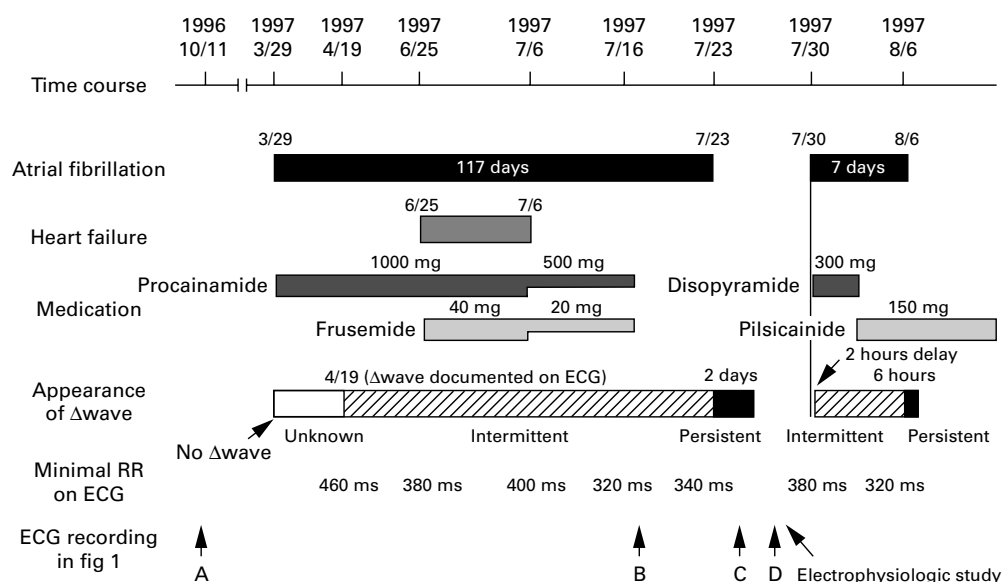 1996 1997 1997 1997 1997 1997 1997 1997 1997
10/11 3/29 4/19 6/25 7/6 7/16 7/23 7/30 8/6
Time course
3/29 7/23 7/30 8/6
Atrial fibrillation 117 days 7 days
6/25 7/6
Heart failure
1000 mg 500 mg 300 mg
Procainamide Disopyramide
Medication 40 mg 20 mg 150 mg
Frusemide Pilsicainide
2 hours delay
Appearance 4/19 (Δwave documented on ECG) 2 days 6 hours
of Δwave
No Δwave Unknown Intermittent Persistent Intermittent Persistent
Minimal RR
on ECG 460 ms 380 ms 400 ms 320 ms 340 ms 380 ms 320 ms
ECG recording
in fig 1
A B C D Electrophysiologic study